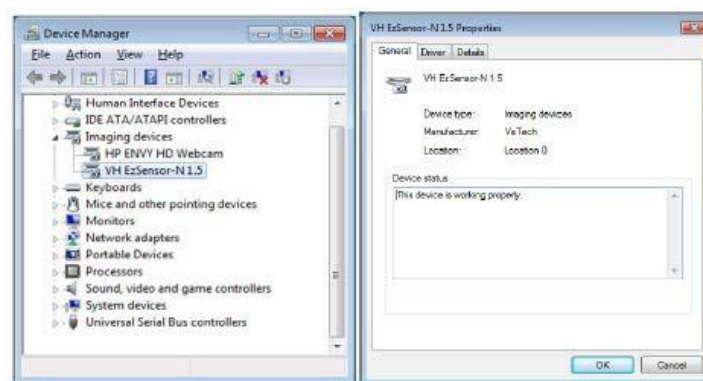 Device Manager
File Action View Help
Human Interface Devices
IDE ATA/ATAPI controllers
Imaging devices
HP ENVY HD Webcam
VH EzSensor-N 1.5
Keyboards
Mice and other pointing devices
Monitors
Network adapters
Portable Devices
Processors
Sound, video and game controllers
System devices
Universal Serial Bus controllers
VH EzSensor-N 1.5 Properties
General Driver Details
VH EzSensor-N 1.5
Device type: Imaging devices
Manufacturer: VaTech
Location: Location 0
Device status
This device is working properly.
OK Cancel